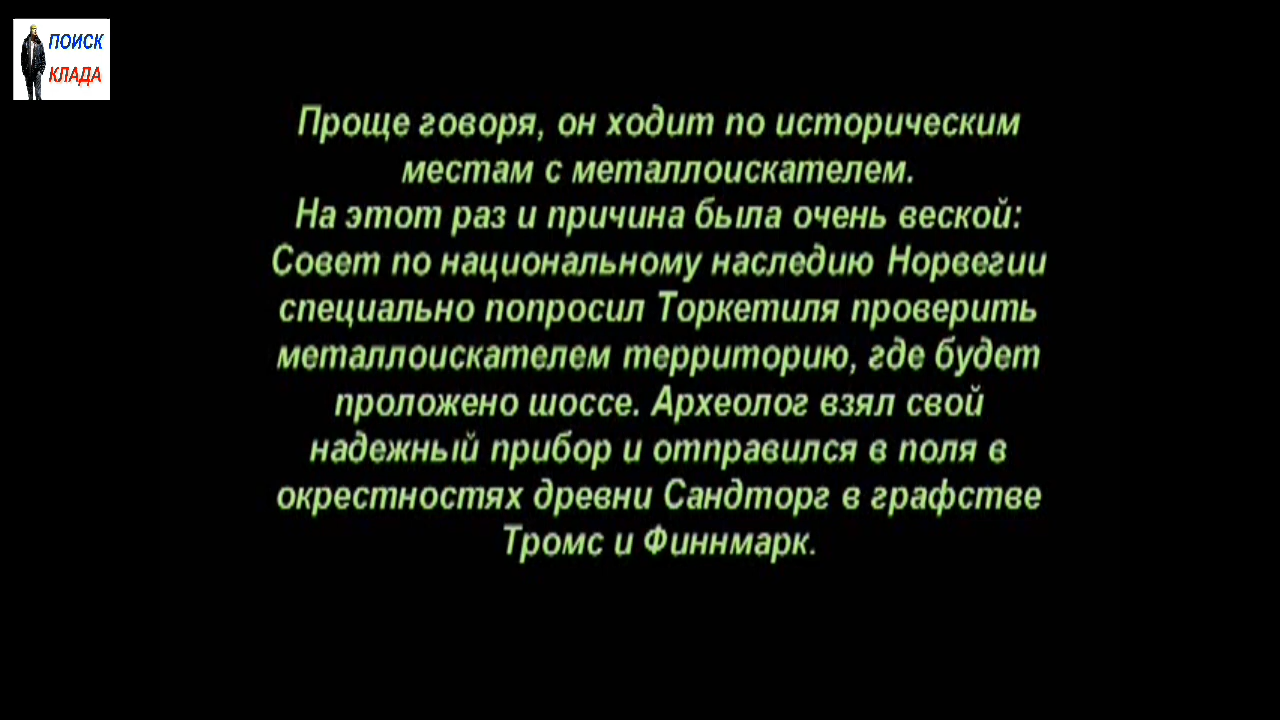 ПОИСК
КЛАДА
Проще говоря, он ходит по историческим
местам с металлоискателем.
На этот раз и причина была очень веской:
Совет по национальному наследию Норвегии
специально попросил Торкетиля проверить
металлоискателем территорию, где будет
проложено шоссе. Археолог взял свой
надежный прибор и отправился в поля в
окрестностях древни Сандторг в графстве
Тромс и Финнмарк.